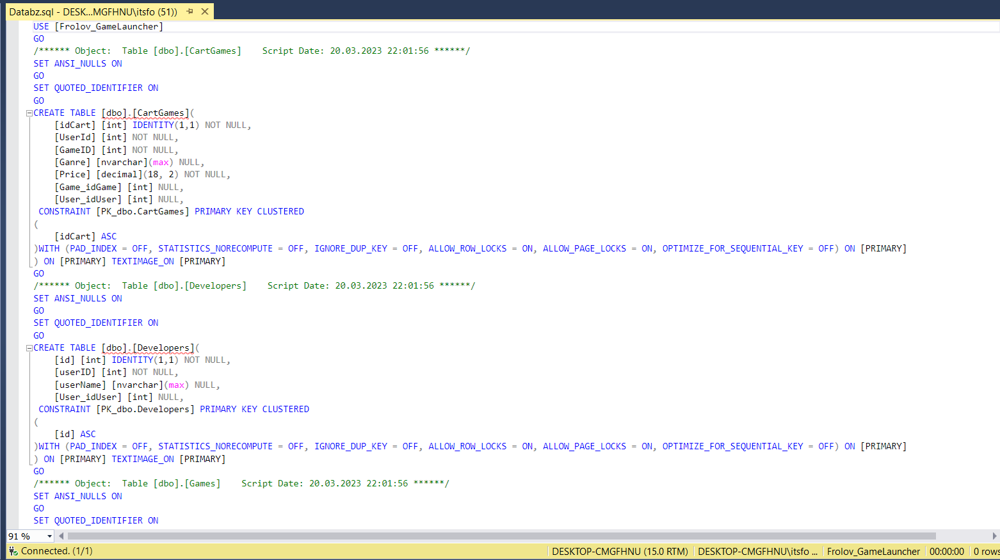 Databz.sql - DESK...MGFHNU\itsfo (51))
USE [Frolov_GameLauncher]
GO
/****** Object:  Table [dbo].[CartGames]    Script Date: 20.03.2023 22:01:56 ******/
SET ANSI_NULLS ON
GO
SET QUOTED_IDENTIFIER ON
GO
CREATE TABLE [dbo].[CartGames](
    [idCart] [int] IDENTITY(1,1) NOT NULL,
    [UserId] [int] NOT NULL,
    [GameID] [int] NOT NULL,
    [Ganre] [nvarchar](max) NULL,
    [Price] [decimal](18, 2) NOT NULL,
    [Game_idGame] [int] NULL,
    [User_idUser] [int] NULL,
 CONSTRAINT [PK_dbo.CartGames] PRIMARY KEY CLUSTERED
(
    [idCart] ASC
)WITH (PAD_INDEX = OFF, STATISTICS_NORECOMPUTE = OFF, IGNORE_DUP_KEY = OFF, ALLOW_ROW_LOCKS = ON, ALLOW_PAGE_LOCKS = ON, OPTIMIZE_FOR_SEQUENTIAL_KEY = OFF) ON [PRIMARY]
) ON [PRIMARY] TEXTIMAGE_ON [PRIMARY]
GO
/****** Object:  Table [dbo].[Developers]    Script Date: 20.03.2023 22:01:56 ******/
SET ANSI_NULLS ON
GO
SET QUOTED_IDENTIFIER ON
GO
CREATE TABLE [dbo].[Developers](
    [id] [int] IDENTITY(1,1) NOT NULL,
    [userID] [int] NOT NULL,
    [userName] [nvarchar](max) NULL,
    [User_idUser] [int] NULL,
 CONSTRAINT [PK_dbo.Developers] PRIMARY KEY CLUSTERED
(
    [id] ASC
)WITH (PAD_INDEX = OFF, STATISTICS_NORECOMPUTE = OFF, IGNORE_DUP_KEY = OFF, ALLOW_ROW_LOCKS = ON, ALLOW_PAGE_LOCKS = ON, OPTIMIZE_FOR_SEQUENTIAL_KEY = OFF) ON [PRIMARY]
) ON [PRIMARY] TEXTIMAGE_ON [PRIMARY]
GO
/****** Object:  Table [dbo].[Games]    Script Date: 20.03.2023 22:01:56 ******/
SET ANSI_NULLS ON
GO
SET QUOTED_IDENTIFIER ON
91 %
Connected. (1/1) DESKTOP-CMGFHNU (15.0 RTM) DESKTOP-CMGFHNU\itsfo ... Frolov_GameLauncher 00:00:00 0 rows